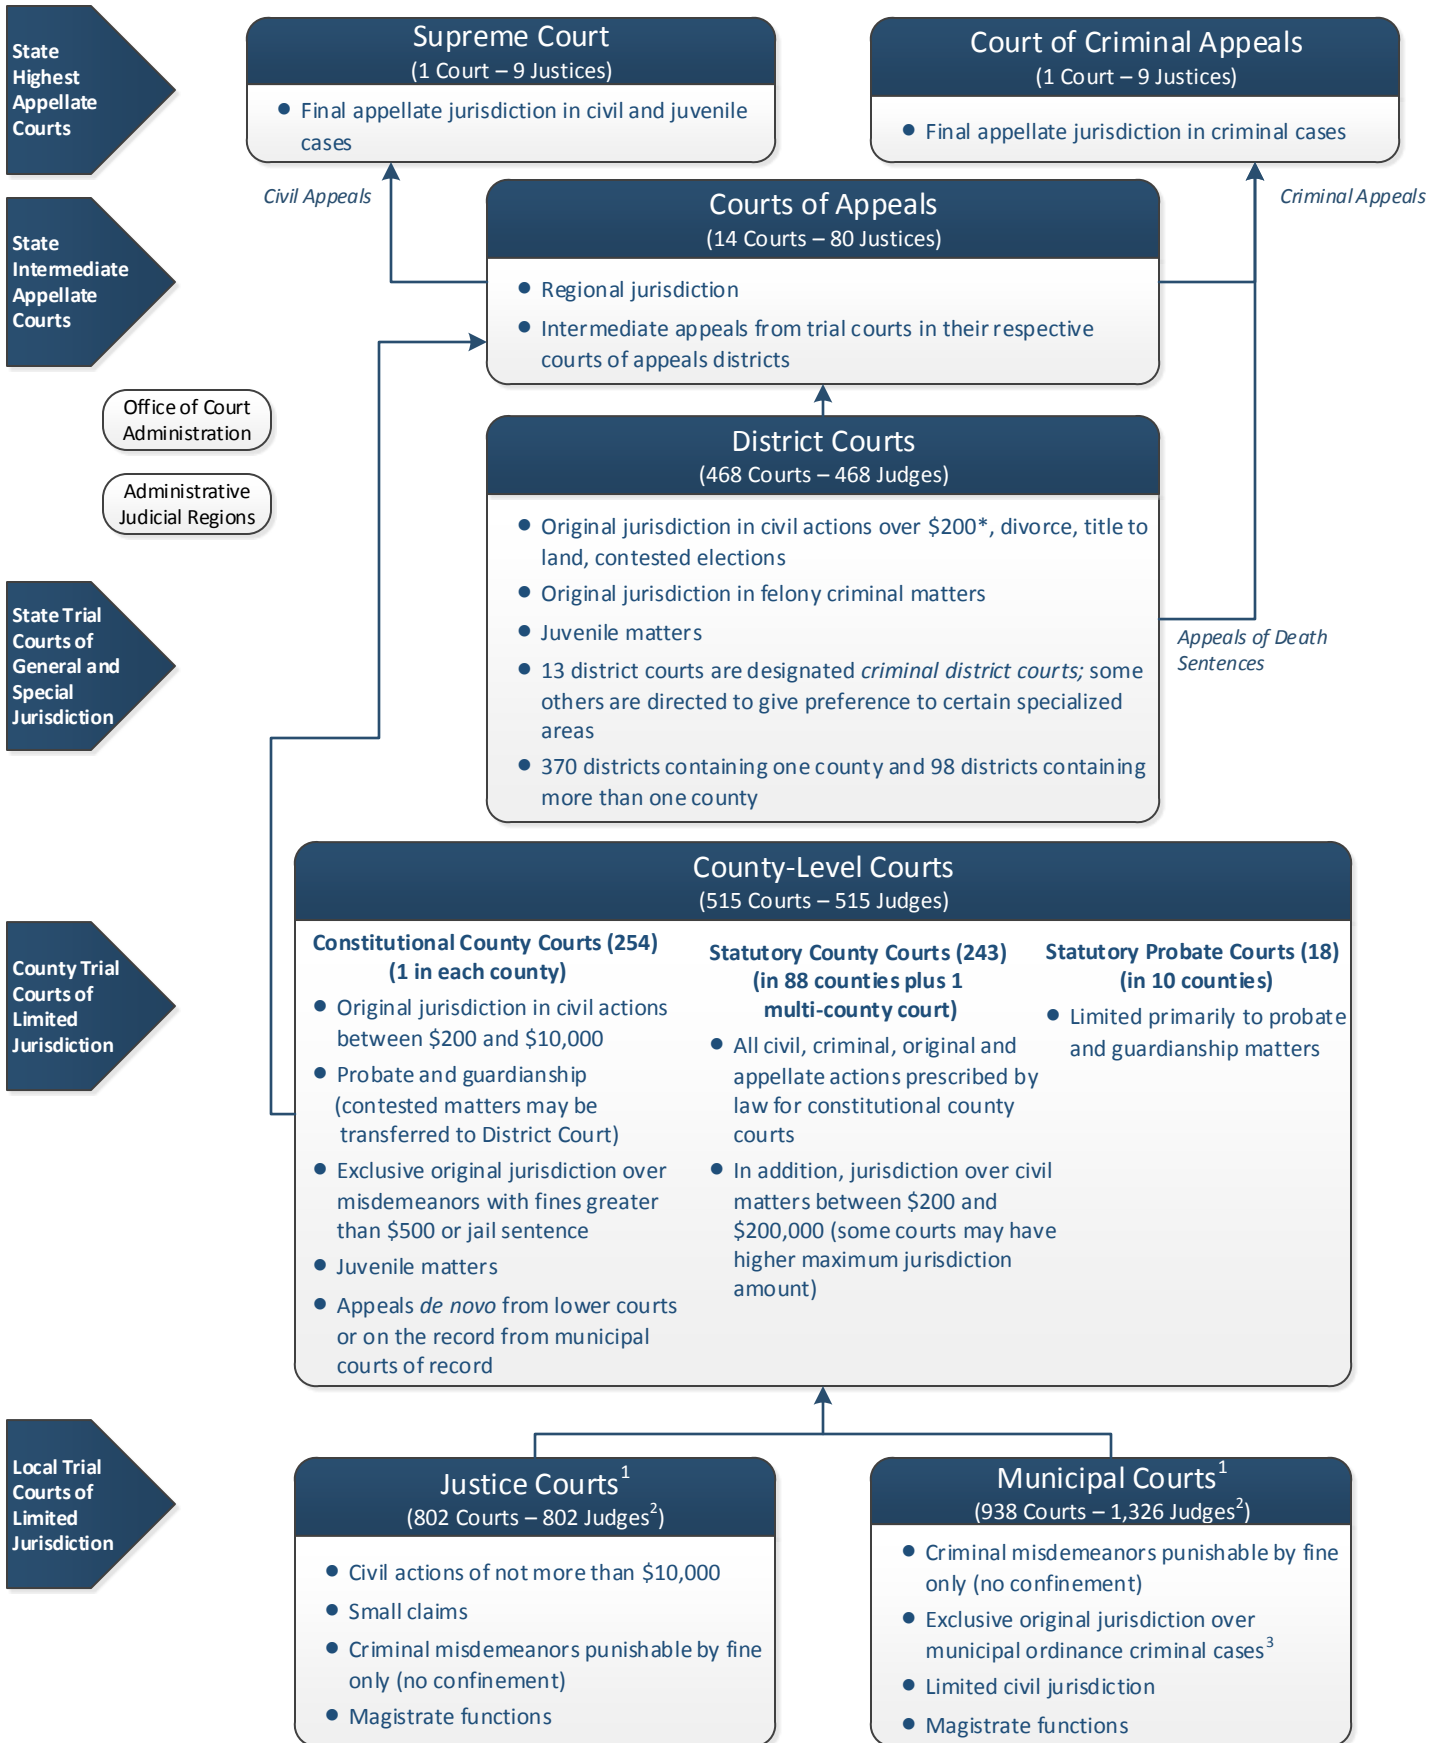 State
Highest
Appellate
Courts
Supreme Court
(1 Court – 9 Justices)
● Final appellate jurisdiction in civil and juvenile
cases
Court of Criminal Appeals
(1 Court – 9 Justices)
● Final appellate jurisdiction in criminal cases
Civil Appeals
Criminal Appeals
State
Intermediate
Appellate
Courts
Courts of Appeals
(14 Courts – 80 Justices)
● Regional jurisdiction
● Intermediate appeals from trial courts in their respective
courts of appeals districts
Office of Court
Administration
Administrative
Judicial Regions
State Trial
Courts of
General and
Special
Jurisdiction
District Courts
(468 Courts – 468 Judges)
● Original jurisdiction in civil actions over $200*, divorce, title to
land, contested elections
● Original jurisdiction in felony criminal matters
● Juvenile matters
● 13 district courts are designated criminal district courts; some
others are directed to give preference to certain specialized
areas
● 370 districts containing one county and 98 districts containing
more than one county
Appeals of Death
Sentences
County Trial
Courts of
Limited
Jurisdiction
County-Level Courts
(515 Courts – 515 Judges)
Constitutional County Courts (254)
(1 in each county)
● Original jurisdiction in civil actions
between $200 and $10,000
● Probate and guardianship
(contested matters may be
transferred to District Court)
● Exclusive original jurisdiction over
misdemeanors with fines greater
than $500 or jail sentence
● Juvenile matters
● Appeals de novo from lower courts
or on the record from municipal
courts of record
Statutory County Courts (243)
(in 88 counties plus 1
multi-county court)
● All civil, criminal, original and
appellate actions prescribed by
law for constitutional county
courts
● In addition, jurisdiction over civil
matters between $200 and
$200,000 (some courts may have
higher maximum jurisdiction
amount)
Statutory Probate Courts (18)
(in 10 counties)
● Limited primarily to probate
and guardianship matters
Local Trial
Courts of
Limited
Jurisdiction
Justice Courts¹
(802 Courts – 802 Judges²)
● Civil actions of not more than $10,000
● Small claims
● Criminal misdemeanors punishable by fine
only (no confinement)
● Magistrate functions
Municipal Courts¹
(938 Courts – 1,326 Judges²)
● Criminal misdemeanors punishable by fine
only (no confinement)
● Exclusive original jurisdiction over
municipal ordinance criminal cases³
● Limited civil jurisdiction
● Magistrate functions